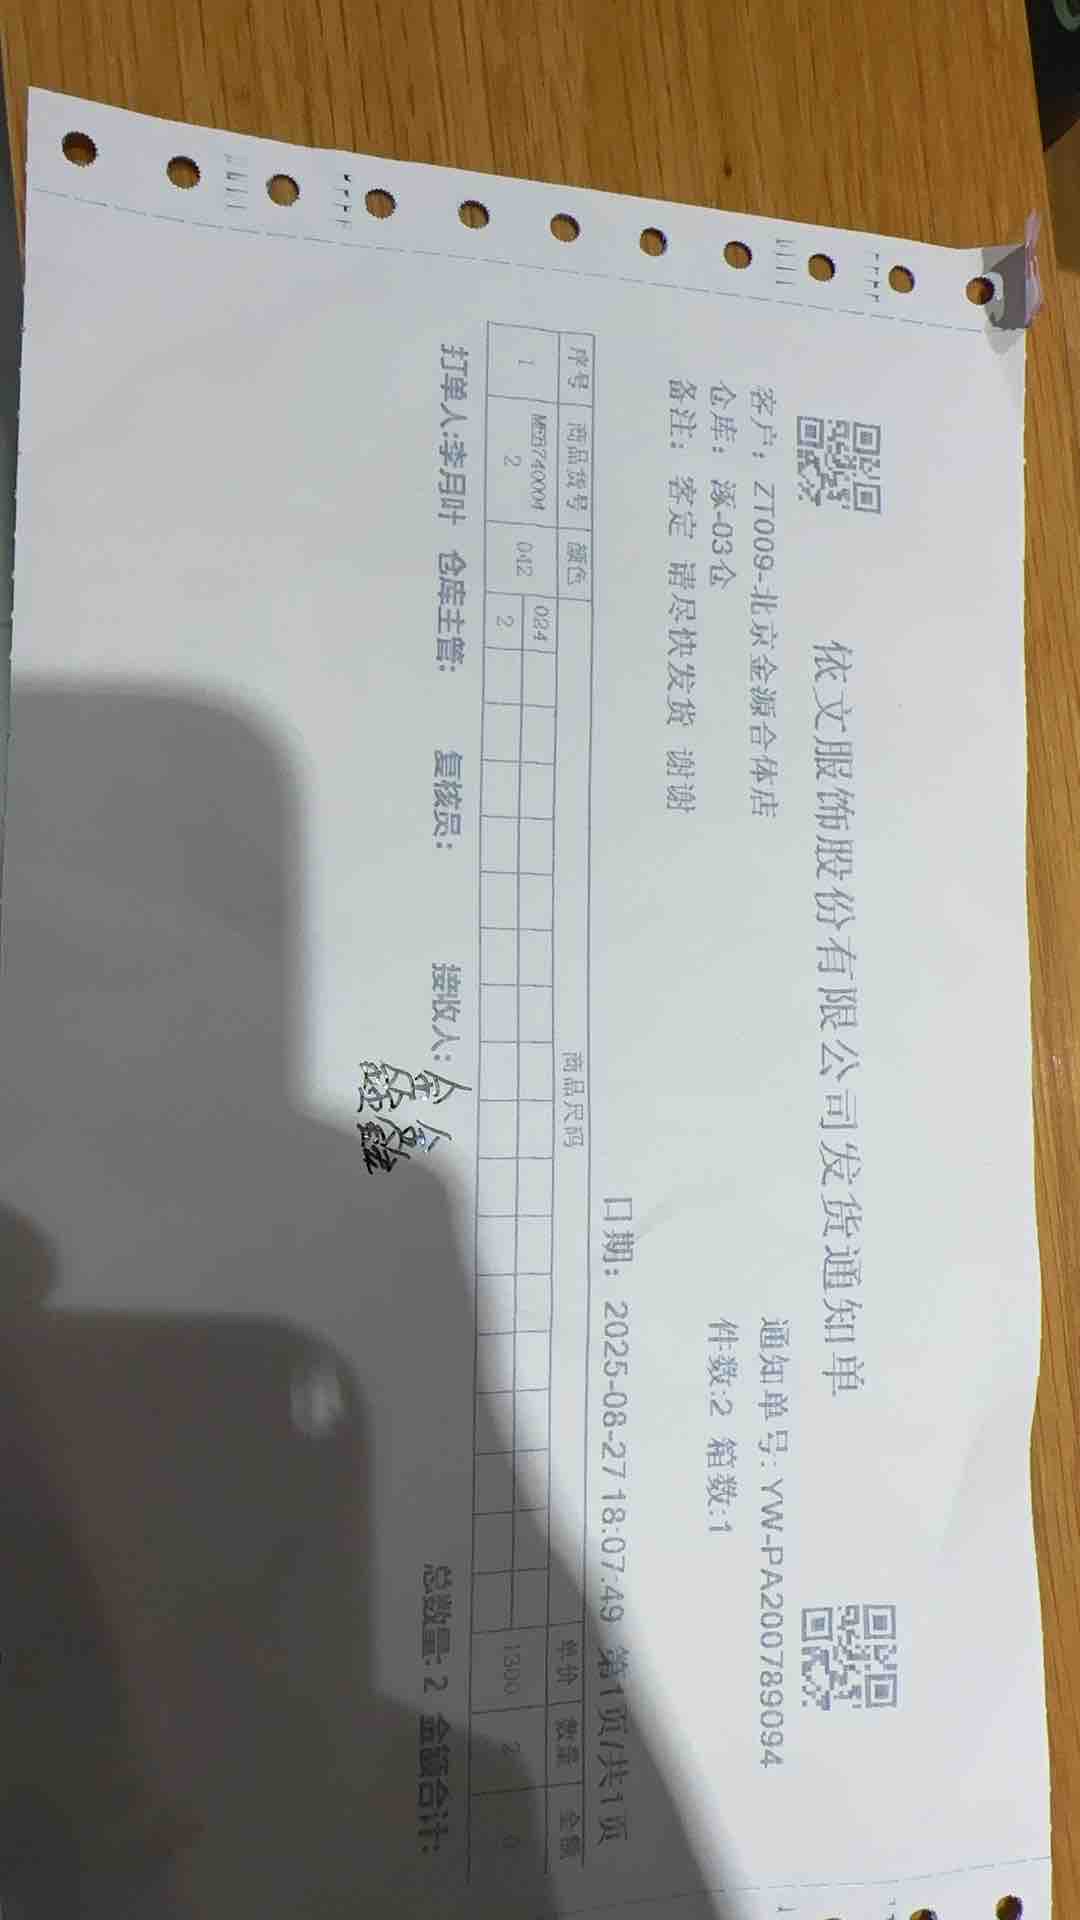 依文服饰股份有限公司发货通知单
客户：ZT009-北京金源合体店 通知单号:YW-PA200789094
仓库：涿-03仓 件数:2 箱数:1
备注：客定 请尽快发货 谢谢
日期：2025-08-27 18:07:49 第1页/共1页
序号 商品货号 颜色 商品尺码 单价 数量 金额
024
1 042 1300 2 0
2 2
打单人:李月叶 仓库主管: 复核员: 接收人: 总数量: 2 金额合计: